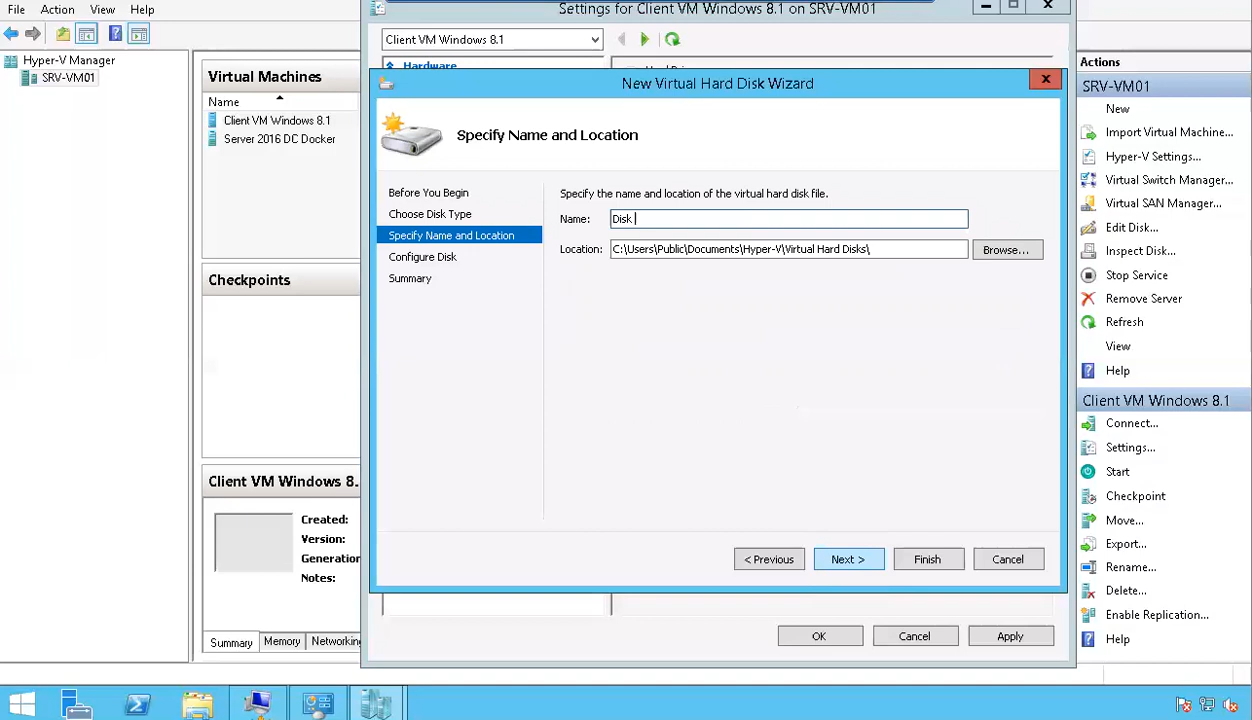 File Action View Help
Settings for Client VM Windows 8.1 on SRV-VM01
Hyper-V Manager
SRV-VM01
Virtual Machines
Name
Client VM Windows 8.1
Server 2016 DC Docker
Checkpoints
Client VM Windows 8.
Created:
Version:
Generation
Notes:
Summary Memory Networking
Client VM Windows 8.1
Hardware
New Virtual Hard Disk Wizard
Specify Name and Location
Before You Begin
Choose Disk Type
Specify Name and Location
Configure Disk
Summary
Specify the name and location of the virtual hard disk file.
Name: Disk
Location: C:\Users\Public\Documents\Hyper-V\Virtual Hard Disks\ Browse...
< Previous Next > Finish Cancel
OK Cancel Apply
Actions
SRV-VM01
New
Import Virtual Machine...
Hyper-V Settings...
Virtual Switch Manager...
Virtual SAN Manager...
Edit Disk...
Inspect Disk...
Stop Service
Remove Server
Refresh
View
Help
Client VM Windows 8.1
Connect...
Settings...
Start
Checkpoint
Move...
Export...
Rename...
Delete...
Enable Replication...
Help